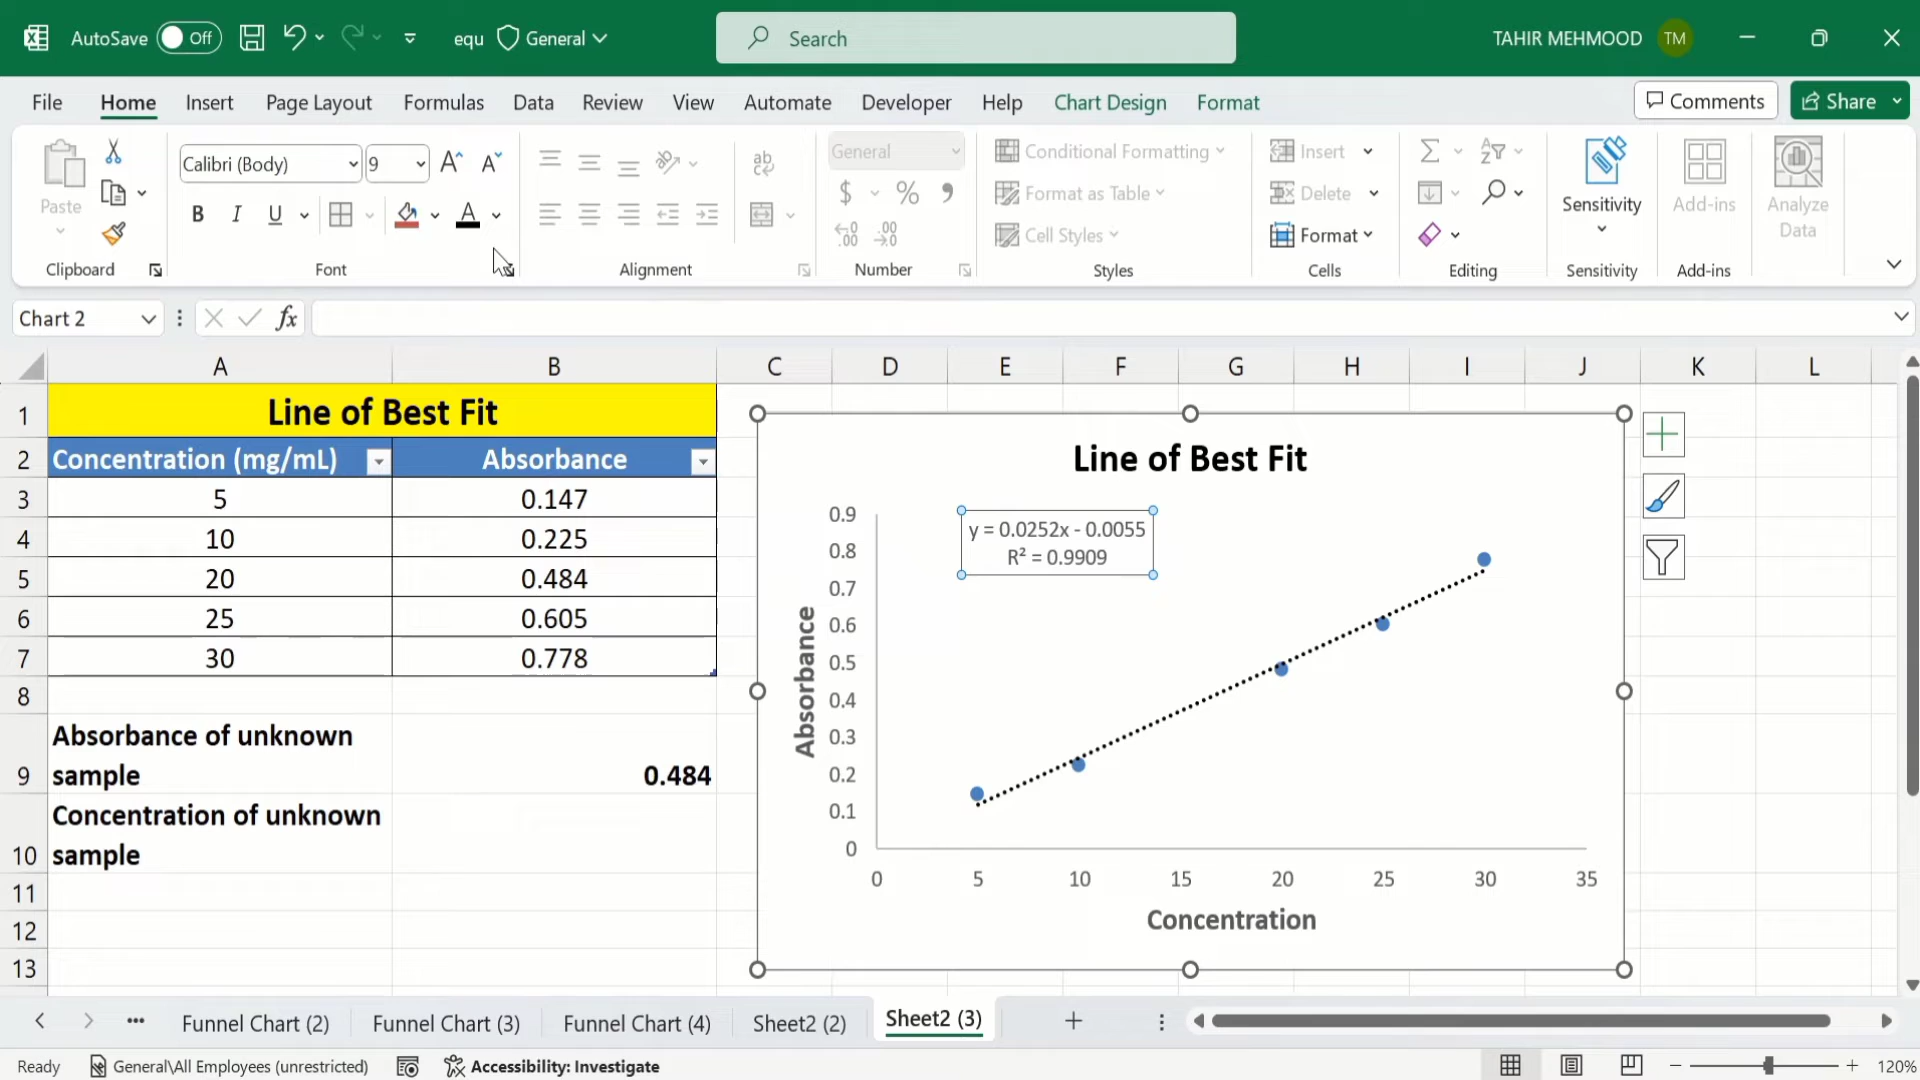 AutoSave Off equ General Search TAHIR MEHMOOD TM
File Home Insert Page Layout Formulas Data Review View Automate Developer Help Chart Design Format Comments Share
Paste
Clipboard
Calibri (Body) 9
B I U A
Font
ab
Alignment
General
$ % ,
.00 .00
Number
Conditional Formatting
Format as Table
Cell Styles
Styles
Insert
Delete
Format
Cells
Editing
Sensitivity
Sensitivity
Add-ins
Add-ins
Analyze
Data
Chart 2 fx
A B C D E F G H I J K L
1 Line of Best Fit
2 Concentration (mg/mL) Absorbance
3 5 0.147
4 10 0.225
5 20 0.484
6 25 0.605
7 30 0.778
8
Absorbance of unknown
9 sample 0.484
Concentration of unknown
10 sample
11
12
13
Line of Best Fit
y = 0.0252x - 0.0055
R² = 0.9909
Absorbance
0.9
0.8
0.7
0.6
0.5
0.4
0.3
0.2
0.1
0
0 5 10 15 20 25 30 35
Concentration
Funnel Chart (2) Funnel Chart (3) Funnel Chart (4) Sheet2 (2) Sheet2 (3)
Ready General\All Employees (unrestricted) Accessibility: Investigate 120%